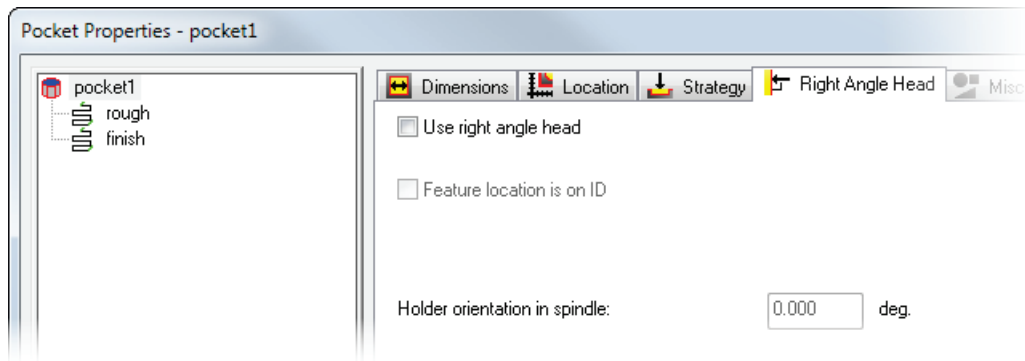 Pocket Properties - pocket1
pocket1
rough
finish
Dimensions Location Strategy Right Angle Head Misc
Use right angle head
Feature location is on ID
Holder orientation in spindle: 0.000 deg.